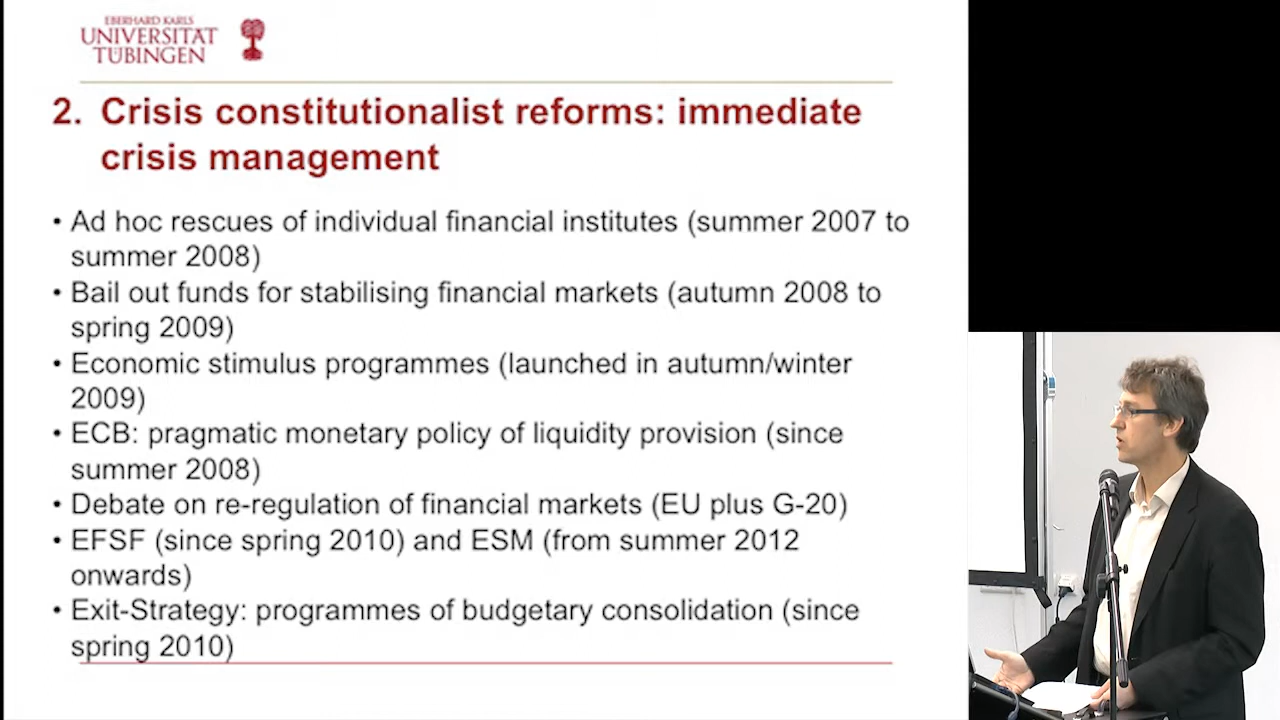 EBERHARD KARLS
UNIVERSITÄT
TÜBINGEN
2. Crisis constitutionalist reforms: immediate
crisis management
• Ad hoc rescues of individual financial institutes (summer 2007 to
summer 2008)
• Bail out funds for stabilising financial markets (autumn 2008 to
spring 2009)
• Economic stimulus programmes (launched in autumn/winter
2009)
• ECB: pragmatic monetary policy of liquidity provision (since
summer 2008)
• Debate on re-regulation of financial markets (EU plus G-20)
• EFSF (since spring 2010) and ESM (from summer 2012
onwards)
• Exit-Strategy: programmes of budgetary consolidation (since
spring 2010)